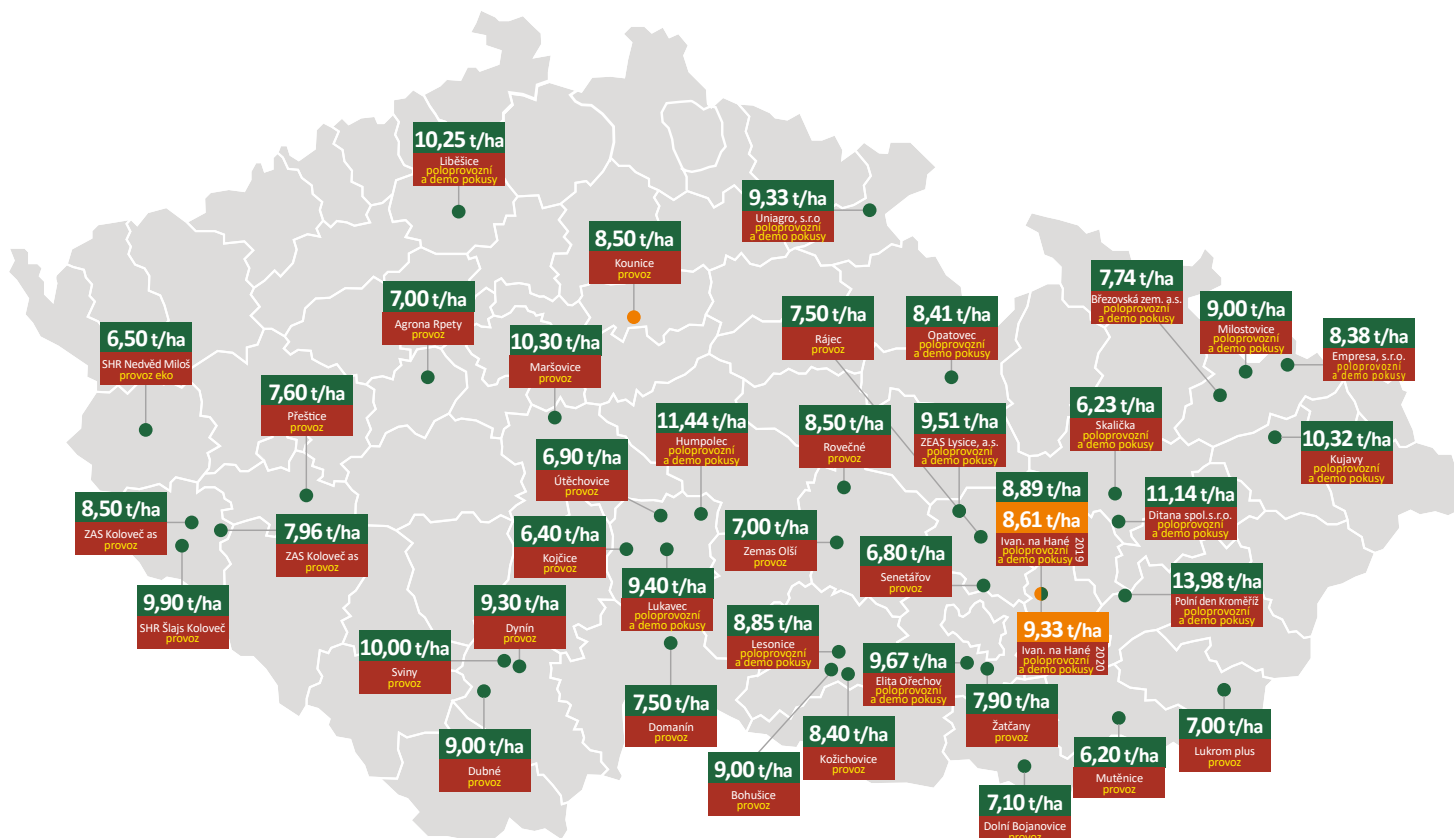 10,25 t/ha
Liběšice
poloprovozní
a demo pokusy
9,33 t/ha
Uniagro, s.r.o
poloprovozní
a demo pokusy
8,50 t/ha
Kounice
provoz
7,00 t/ha
Agrona Rpety
provoz
6,50 t/ha
SHR Nedvěd Miloš
provoz eko
10,30 t/ha
Maršovice
provoz
7,50 t/ha
Rájec
provoz
8,41 t/ha
Opatovec
poloprovozní
a demo pokusy
7,74 t/ha
Březovská zem. a.s.
poloprovozní
a demo pokusy
9,00 t/ha
Milostovice
poloprovozní
a demo pokusy
8,38 t/ha
Empresa, s.r.o.
poloprovozní
a demo pokusy
7,60 t/ha
Přeštice
provoz
11,44 t/ha
Humpolec
poloprovozní
a demo pokusy
8,50 t/ha
Rovečné
provoz
9,51 t/ha
ZEAS Lysice, a.s.
poloprovozní
a demo pokusy
6,23 t/ha
Skalička
poloprovozní
a demo pokusy
10,32 t/ha
Kujavy
poloprovozní
a demo pokusy
6,90 t/ha
Útěchovice
provoz
8,89 t/ha
8,61 t/ha
Ivan. na Hané
poloprovozní
a demo pokusy
2019
11,14 t/ha
Ditana spol.s.r.o.
poloprovozní
a demo pokusy
8,50 t/ha
ZAS Koloveč as
provoz
7,96 t/ha
ZAS Koloveč as
provoz
6,40 t/ha
Kojčice
provoz
7,00 t/ha
Zemas Olší
provoz
6,80 t/ha
Senetářov
provoz
13,98 t/ha
Polní den Kroměříž
poloprovozní
a demo pokusy
9,90 t/ha
SHR Šlajs Koloveč
provoz
9,30 t/ha
Dynín
provoz
9,40 t/ha
Lukavec
poloprovozní
a demo pokusy
8,85 t/ha
Lesonice
poloprovozní
a demo pokusy
9,33 t/ha
Ivan. na Hané
poloprovozní
a demo pokusy
2020
10,00 t/ha
Sviny
provoz
9,67 t/ha
Elita Ořechov
poloprovozní
a demo pokusy
7,50 t/ha
Domanín
provoz
7,90 t/ha
Žatčany
provoz
9,00 t/ha
Dubné
provoz
8,40 t/ha
Kožichovice
provoz
6,20 t/ha
Mutěnice
provoz
7,00 t/ha
Lukrom plus
provoz
9,00 t/ha
Bohušice
provoz
7,10 t/ha
Dolní Bojanovice
provoz